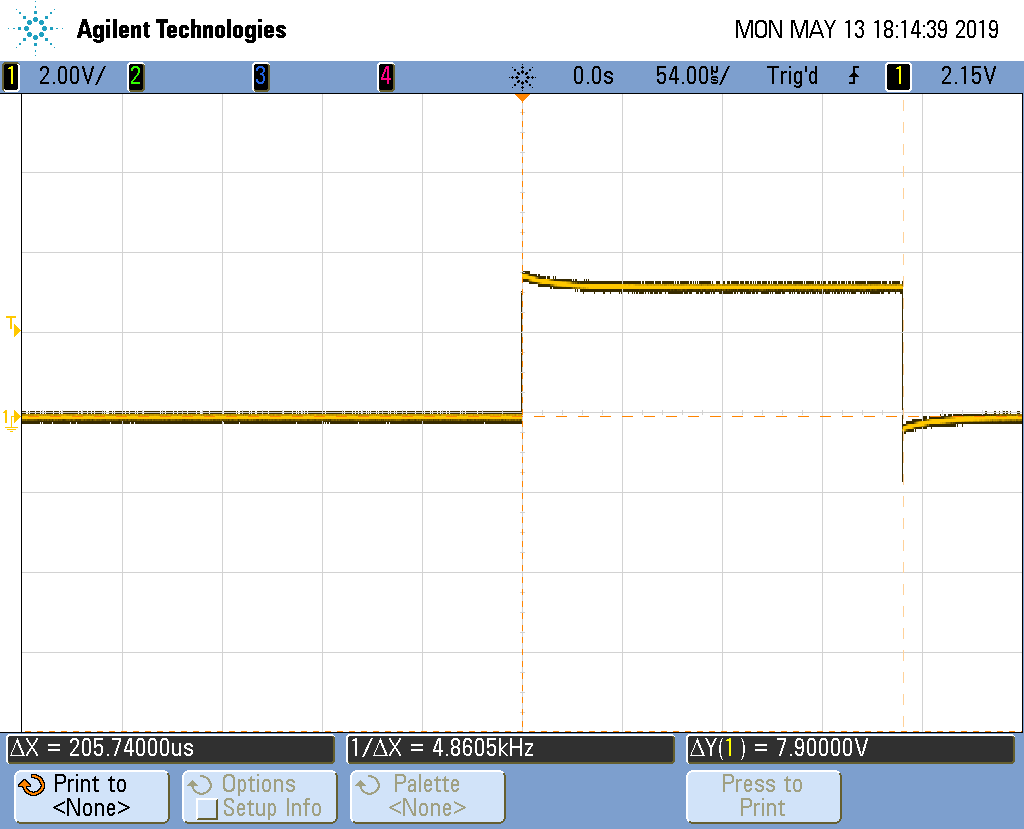 Agilent Technologies MON MAY 13 18:14:39 2019
1 2.00V/ 2 3 4 0.0s 54.00㎲/ Trig'd 1 2.15V
T
1
ΔX = 205.74000us 1/ΔX = 4.8605kHz ΔY(1) = 7.90000V
Print to Options Palette Press to
<None> Setup Info <None> Print